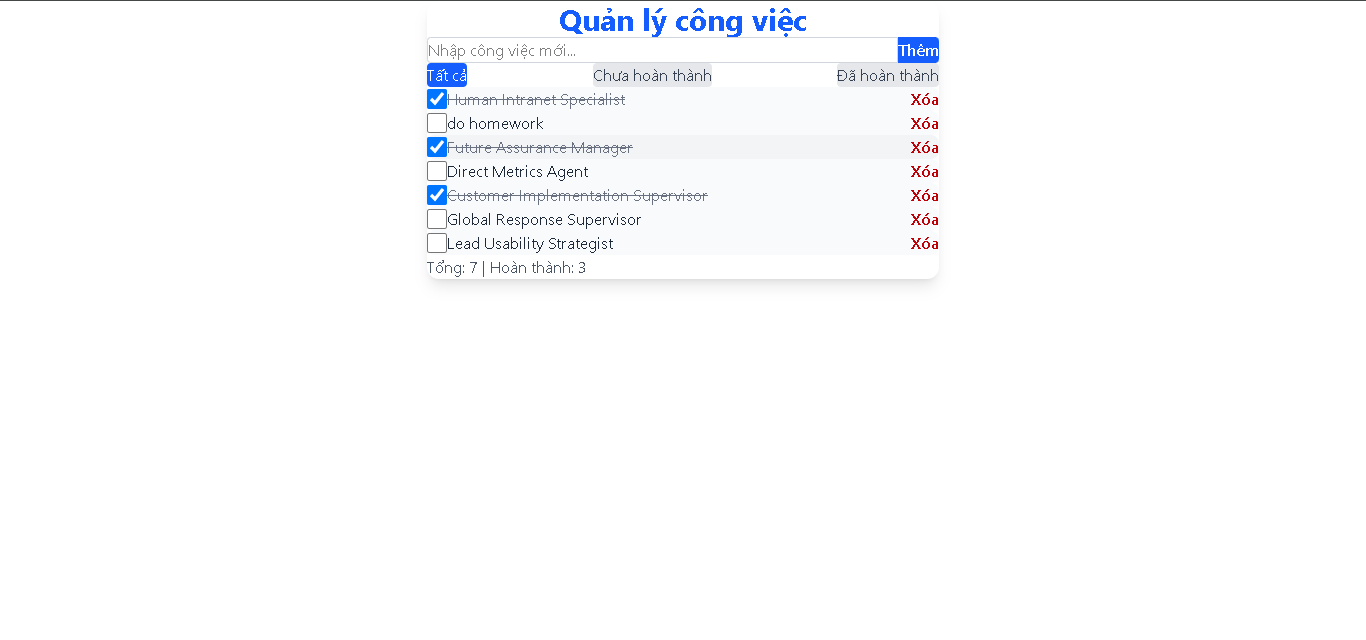 Quản lý công việc
Nhập công việc mới...
Thêm
Tất cả
Chưa hoàn thành
Đã hoàn thành
Human Intranet Specialist
Xóa
do homework
Xóa
Future Assurance Manager
Xóa
Direct Metrics Agent
Xóa
Customer Implementation Supervisor
Xóa
Global Response Supervisor
Xóa
Lead Usability Strategist
Xóa
Tổng: 7 | Hoàn thành: 3